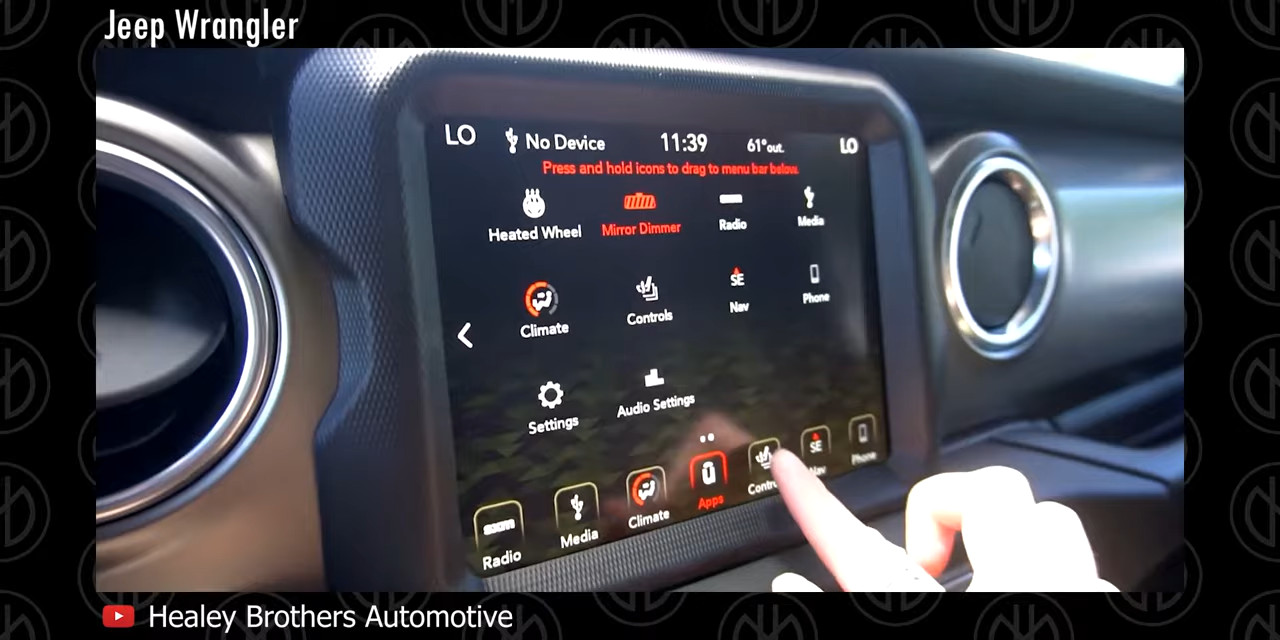 Jeep Wrangler
LO No Device 11:39 61°out. LO
Press and hold icons to drag to menu bar below.
Heated Wheel Mirror Dimmer Radio Media
Climate Controls SE Nav Phone
Settings Audio Settings
Radio Media Climate Apps SE Nav Phone
Healey Brothers Automotive